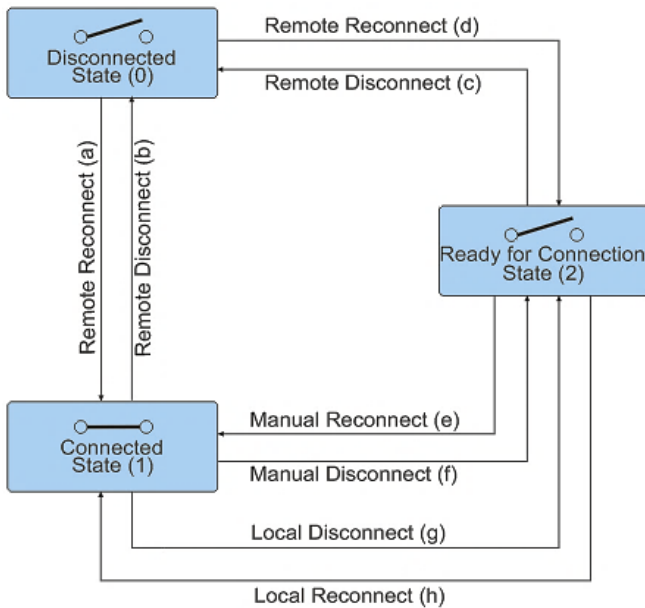 Disconnected
State (0)
Remote Reconnect (d)
Remote Disconnect (c)
Remote Reconnect (a)
Remote Disconnect (b)
Ready for Connection
State (2)
Connected
State (1)
Manual Reconnect (e)
Manual Disconnect (f)
Local Disconnect (g)
Local Reconnect (h)